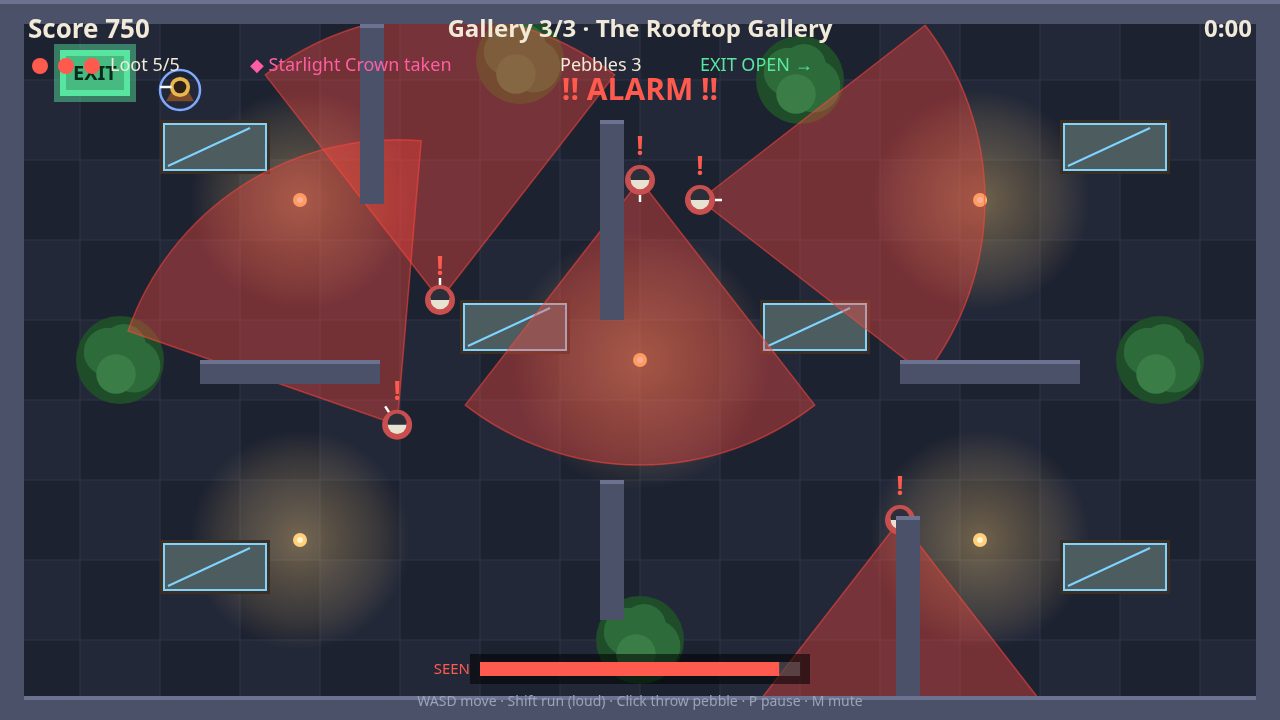 Score 750
Gallery 3/3 · The Rooftop Gallery
0:00
Loot 5/5
◆ Starlight Crown taken
Pebbles 3
EXIT OPEN →
EXIT
!! ALARM !!
!
!
!
!
!
SEEN
WASD move · Shift run (loud) · Click throw pebble · P pause · M mute